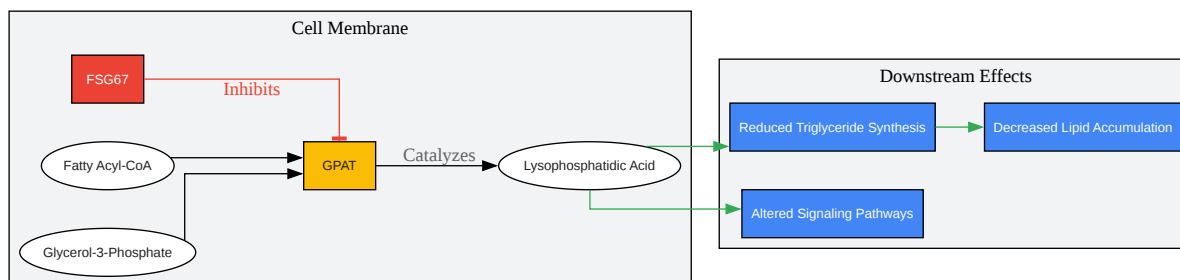 Cell Membrane
FSG67
Inhibits
Fatty Acyl-CoA
GPAT
Catalyzes
Lysophosphatidic Acid
Glycerol-3-Phosphate
Downstream Effects
Reduced Triglyceride Synthesis
Decreased Lipid Accumulation
Altered Signaling Pathways